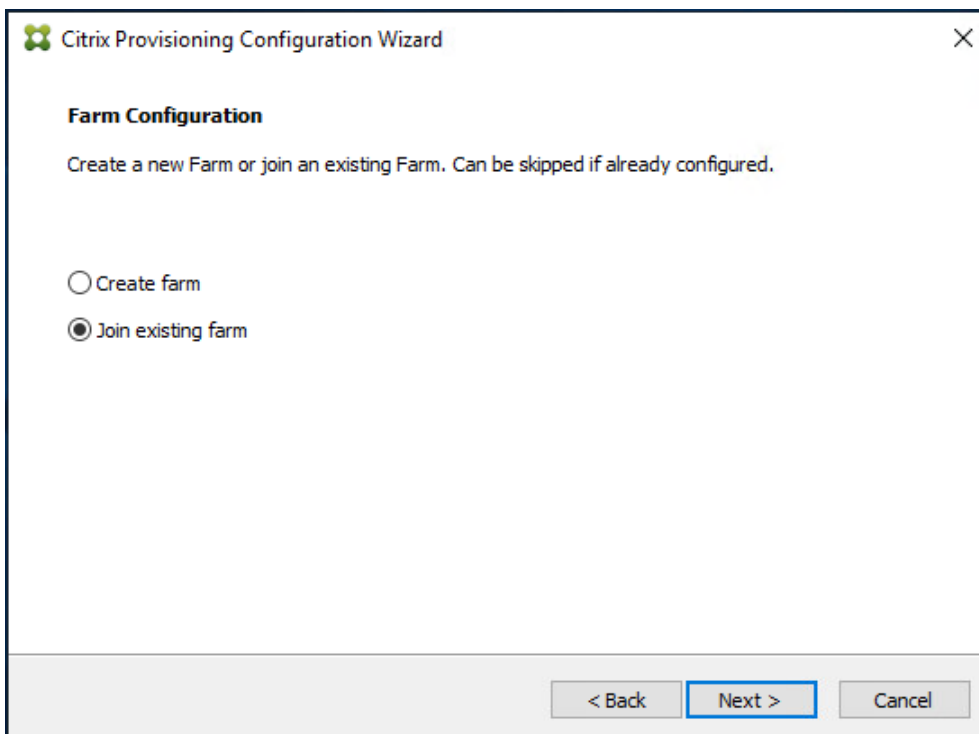 Citrix Provisioning Configuration Wizard
Farm Configuration
Create a new Farm or join an existing Farm. Can be skipped if already configured.
Create farm
Join existing farm
< Back
Next >
Cancel